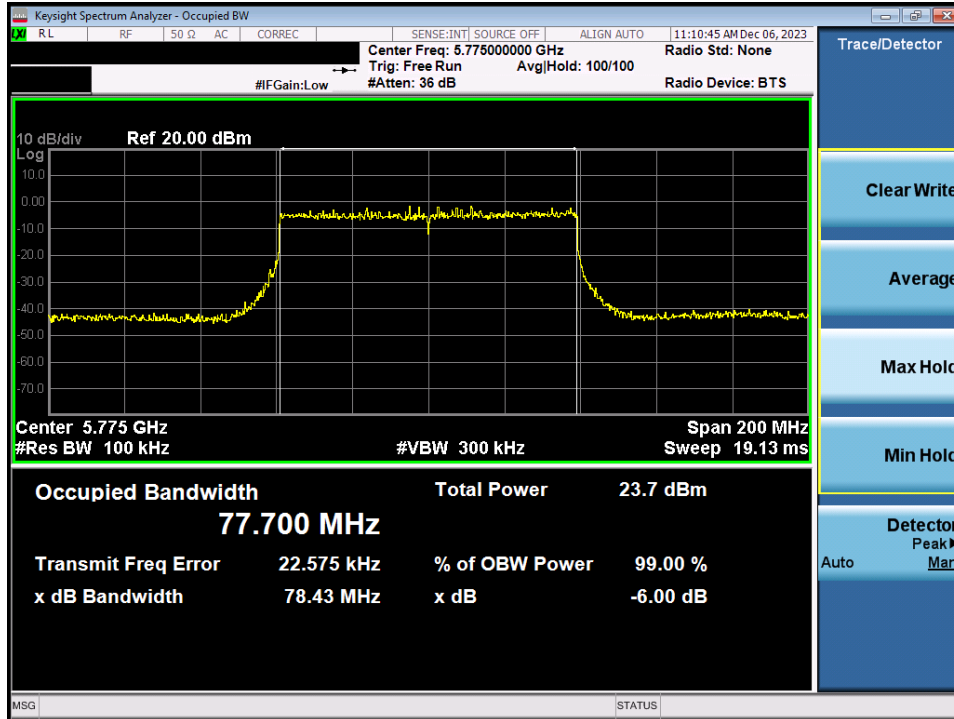 Keysight Spectrum Analyzer - Occupied BW
LXI RL RF 50 Ω AC CORREC SENSE:INT SOURCE OFF ALIGN AUTO 11:10:45 AM Dec 06, 2023
Center Freq: 5.775000000 GHz Radio Std: None
Trig: Free Run Avg|Hold: 100/100
#IFGain:Low #Atten: 36 dB Radio Device: BTS
Trace/Detector
10 dB/div Ref 20.00 dBm
Log
10.0
0.00
-10.0
-20.0
-30.0
-40.0
-50.0
-60.0
-70.0
Center 5.775 GHz Span 200 MHz
#Res BW 100 kHz #VBW 300 kHz Sweep 19.13 ms
Occupied Bandwidth Total Power 23.7 dBm
77.700 MHz
Transmit Freq Error 22.575 kHz % of OBW Power 99.00 %
x dB Bandwidth 78.43 MHz x dB -6.00 dB
Clear Write
Average
Max Hold
Min Hold
Detector
Peak▶
Auto Man
MSG STATUS